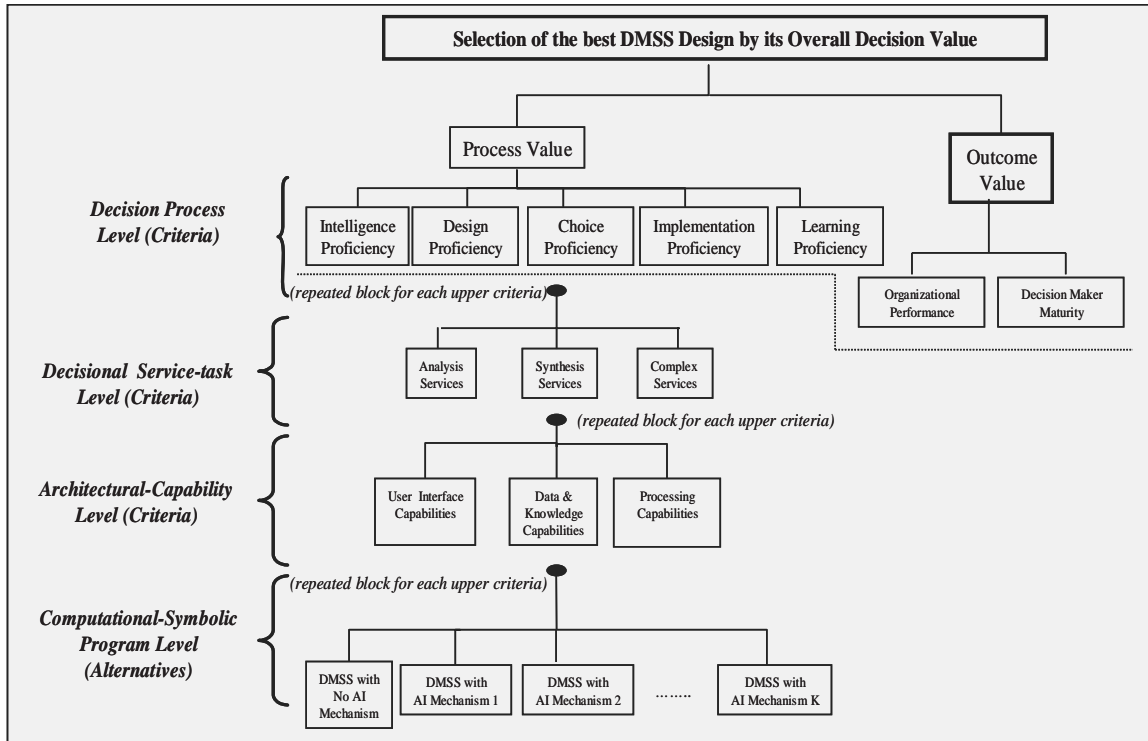 Selection of the best DMSS Design by its Overall Decision Value
Process Value
Outcome
Value
Decision Process
Level (Criteria)
Intelligence
Proficiency
Design
Proficiency
Choice
Proficiency
Implementation
Proficiency
Learning
Proficiency
Organizational
Performance
Decision Maker
Maturity
(repeated block for each upper criteria)
Decisional Service-task
Level (Criteria)
Analysis
Services
Synthesis
Services
Complex
Services
(repeated block for each upper criteria)
Architectural-Capability
Level (Criteria)
User Interface
Capabilities
Data &
Knowledge
Capabilities
Processing
Capabilities
(repeated block for each upper criteria)
Computational-Symbolic
Program Level
(Alternatives)
DMSS with
No AI
Mechanism
DMSS with
AI Mechanism 1
DMSS with
AI Mechanism 2
........
DMSS with
AI Mechanism K